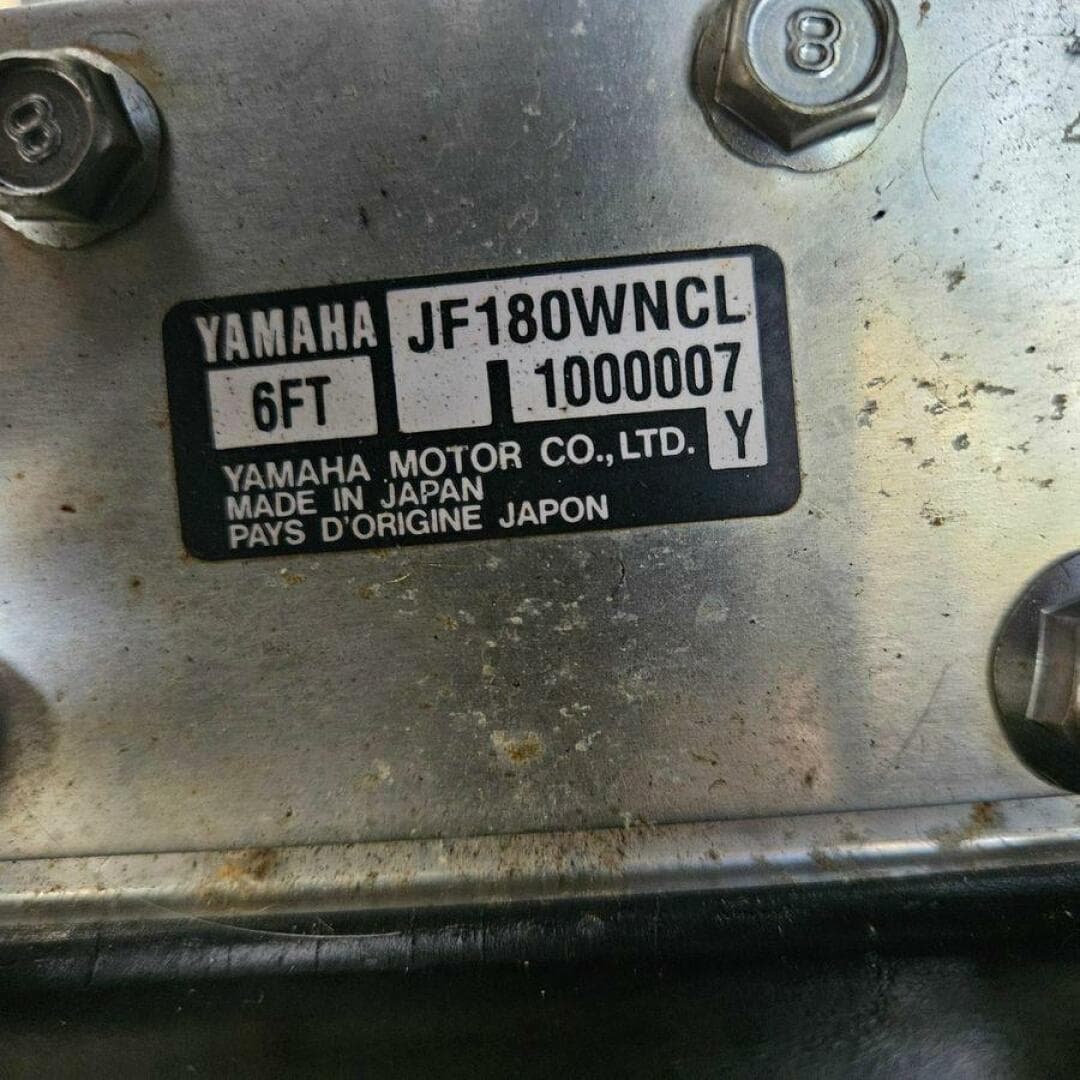 8
8
YAMAHA JF180WNCL
6FT 1000007
Y
YAMAHA MOTOR CO., LTD.
MADE IN JAPAN
PAYS D'ORIGINE JAPON